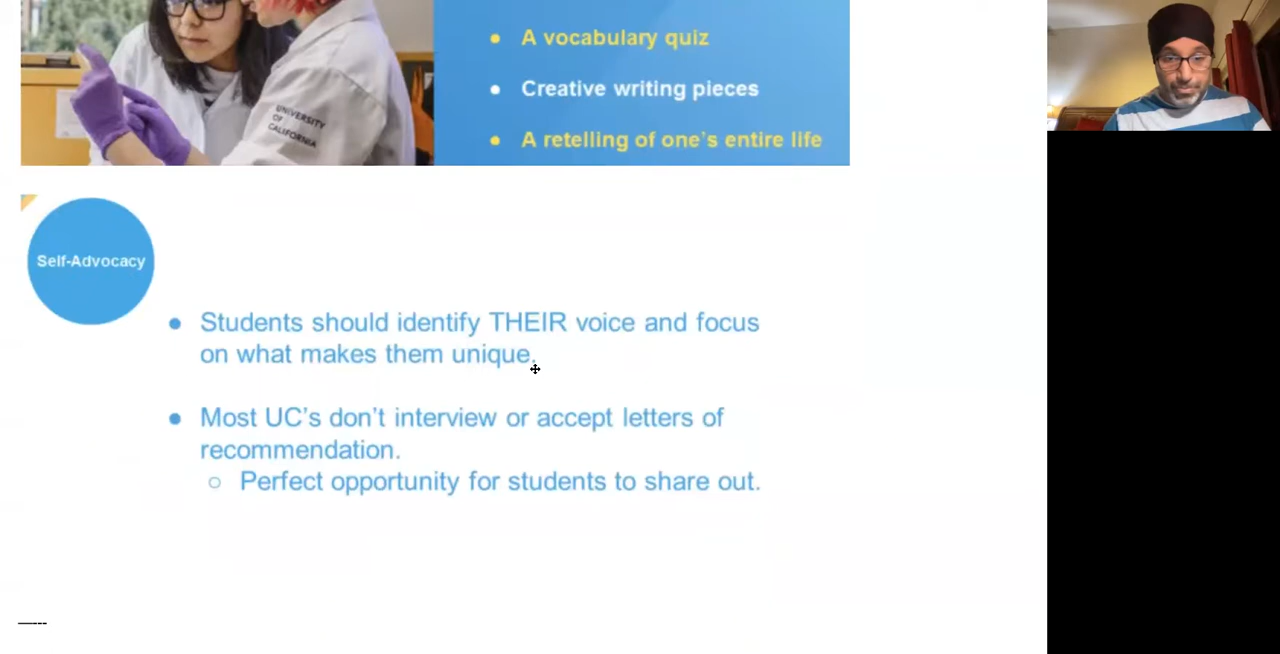 UNIVERSITY
OF
CALIFORNIA
A vocabulary quiz
Creative writing pieces
A retelling of one’s entire life
Self-Advocacy
Students should identify THEIR voice and focus
on what makes them unique.
Most UC’s don’t interview or accept letters of
recommendation.
Perfect opportunity for students to share out.